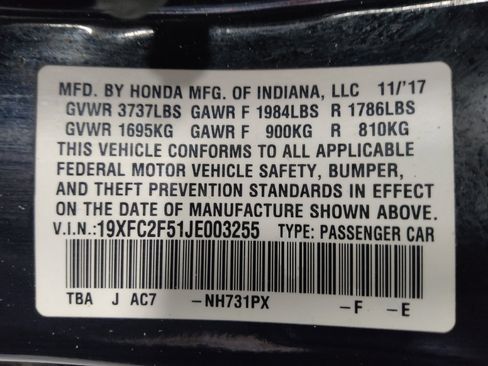 MFD. BY HONDA MFG. OF INDIANA, LLC 11/'17
GVWR 3737LBS GAWR F 1984LBS R 1786LBS
GVWR 1695KG GAWR F 900KG R 810KG
THIS VEHICLE CONFORMS TO ALL APPLICABLE
FEDERAL MOTOR VEHICLE SAFETY, BUMPER,
AND THEFT PREVENTION STANDARDS IN EFFECT
ON THE DATE OF MANUFACTURE SHOWN ABOVE.
V.I.N.:19XFC2F51JE003255 TYPE: PASSENGER CAR
TBA J AC7 -NH731PX -F -E